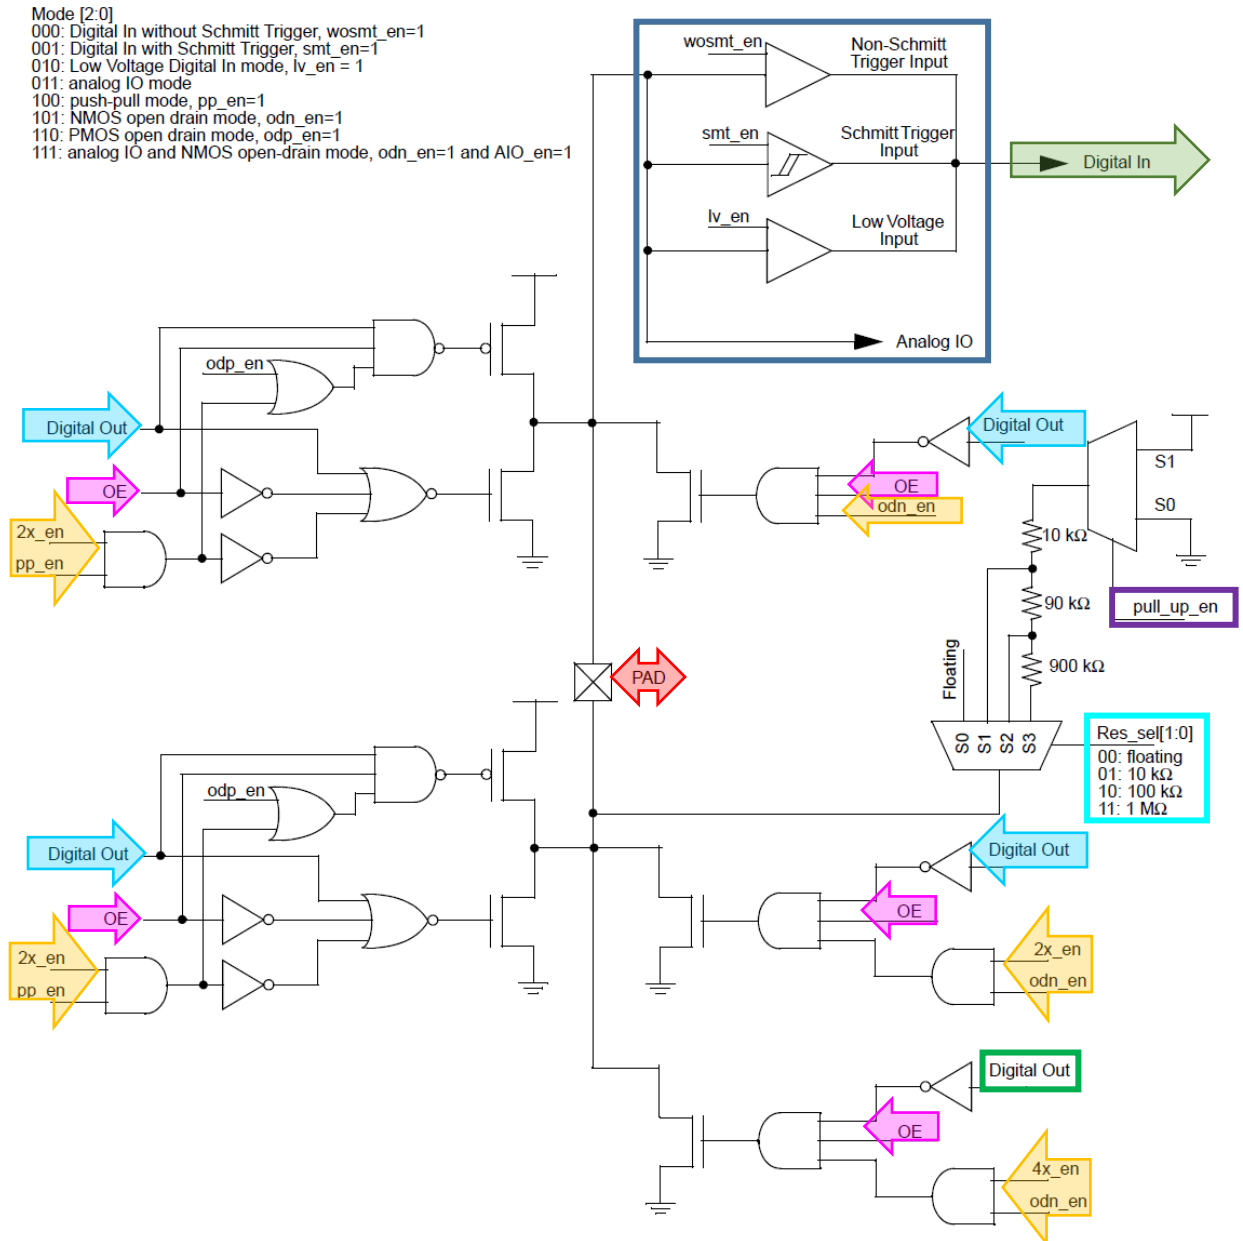 Mode [2:0]
000: Digital In without Schmitt Trigger, wosmt_en=1
001: Digital In with Schmitt Trigger, smt_en=1
010: Low Voltage Digital In mode, lv_en = 1
011: analog IO mode
100: push-pull mode, pp_en=1
101: NMOS open drain mode, odn_en=1
110: PMOS open drain mode, odp_en=1
111: analog IO and NMOS open-drain mode, odn_en=1 and AIO_en=1
wosmt_en
Non-Schmitt
Trigger Input
smt_en
Schmitt Trigger
Input
Digital In
lv_en
Low Voltage
Input
Analog IO
odp_en
Digital Out
OE
2x_en
pp_en
Digital Out
OE
odn_en
S1
S0
10 kΩ
90 kΩ
900 kΩ
pull_up_en
Floating
S0
S1
S2
S3
Res_sel[1:0]
00: floating
01: 10 kΩ
10: 100 kΩ
11: 1 MΩ
PAD
odp_en
Digital Out
OE
2x_en
pp_en
Digital Out
OE
2x_en
odn_en
Digital Out
OE
4x_en
odn_en